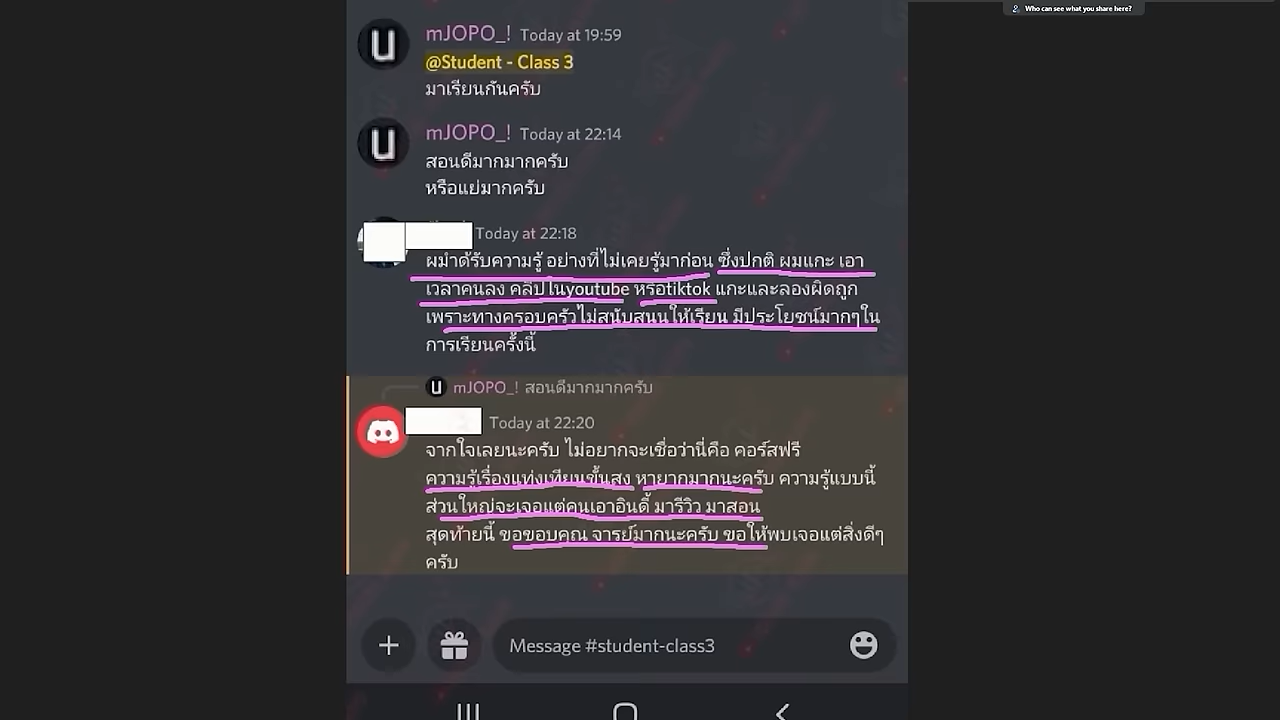 Who can see what you share here?
mJOPO_! Today at 19:59
@Student - Class 3
มาเรียนกันครับ
mJOPO_! Today at 22:14
สอนดีมากมากครับ
หรือแย่มากครับ
Today at 22:18
ผมำด้รับความรู้ อย่างที่ไม่เคยรู้มาก่อน ซึ่งปกติ ผมแกะ เอา
เวลาคนลง คลิปในyoutube หรือtiktok แกะและลองผิดถูก
เพราะทางครอบครัวไม่สนับสนนให้เรียน มีประโยชน์มากๆใน
การเรียนครั้งนี้
mJOPO_! สอนดีมากมากครับ
Today at 22:20
จากใจเลยนะครับ ไม่อยากจะเชื่อว่านี่คือ คอร์สฟรี
ความรู้เรื่องแท่งเทียนขั้นสูง หายากมากนะครับ ความรู้แบบนี้
ส่วนใหญ่จะเจอแต่คนเอาอินดี้ มารีวิว มาสอน
สุดท้ายนี้ ขอขอบคุณ จารย์มากนะครับ ขอให้พบเจอแต่สิ่งดีๆ
ครับ
Message #student-class3